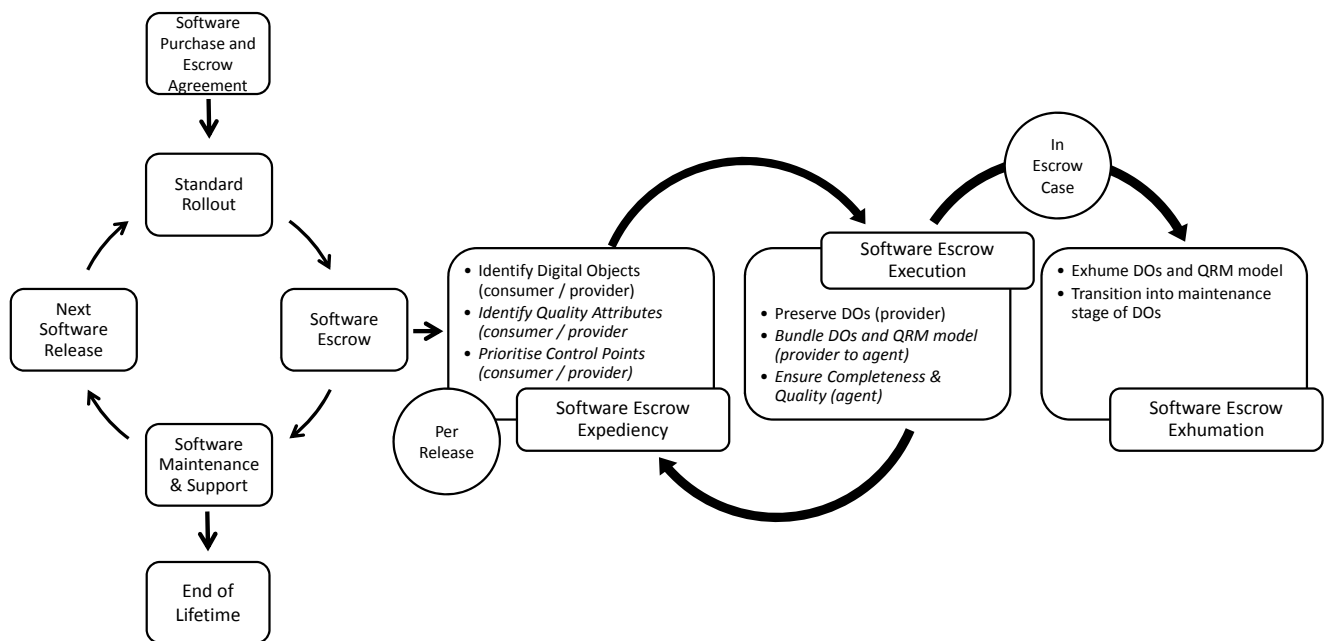 Software
Purchase and
Escrow
Agreement
Standard
Rollout
Next
Software
Release
Software
Escrow
Software
Maintenance
& Support
End of
Lifetime
• Identify Digital Objects
(consumer / provider)
• Identify Quality Attributes
(consumer / provider
• Prioritise Control Points
(consumer / provider)
Software Escrow
Expediency
Per
Release
Software Escrow
Execution
• Preserve DOs (provider)
• Bundle DOs and QRM model
(provider to agent)
• Ensure Completeness &
Quality (agent)
In
Escrow
Case
• Exhume DOs and QRM model
• Transition into maintenance
stage of DOs
Software Escrow
Exhumation